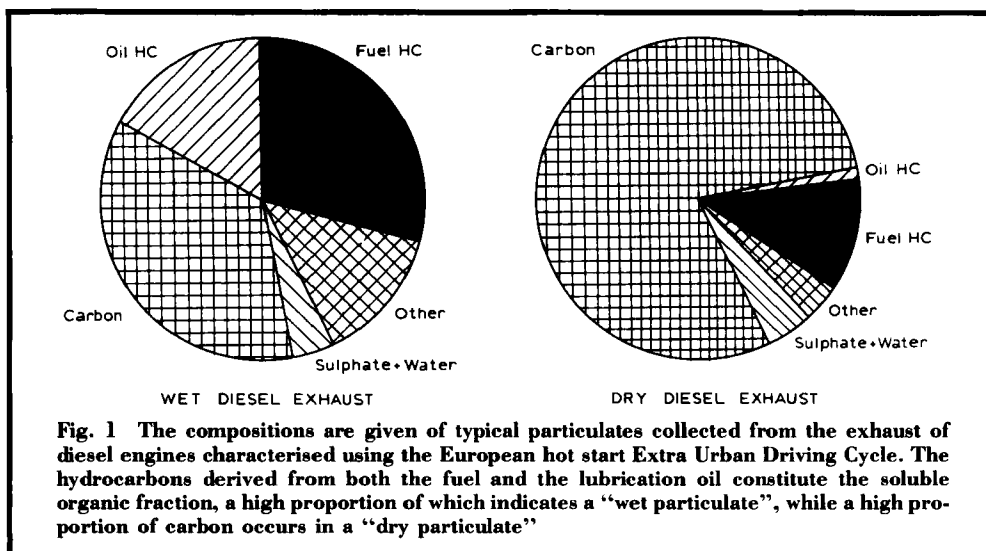 Oil HC
Fuel HC
Carbon
Other
Sulphate+Water
WET DIESEL EXHAUST
Carbon
Oil HC
Fuel HC
Other
Sulphate+Water
DRY DIESEL EXHAUST
Fig. 1 The compositions are given of typical particulates collected from the exhaust of
diesel engines characterised using the European hot start Extra Urban Driving Cycle. The
hydrocarbons derived from both the fuel and the lubrication oil constitute the soluble
organic fraction, a high proportion of which indicates a “wet particulate”, while a high pro-
portion of carbon occurs in a “dry particulate”